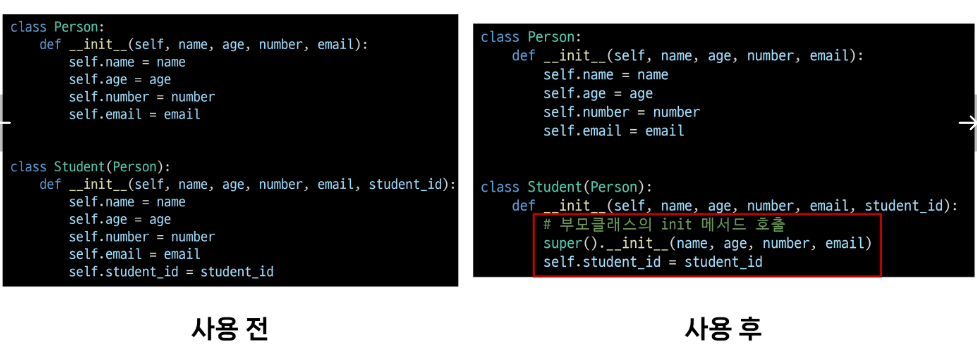 class Person:
    def __init__(self, name, age, number, email):
        self.name = name
        self.age = age
        self.number = number
        self.email = email
class Student(Person):
    def __init__(self, name, age, number, email, student_id):
        self.name = name
        self.age = age
        self.number = number
        self.email = email
        self.student_id = student_id
사용 전
class Person:
    def __init__(self, name, age, number, email):
        self.name = name
        self.age = age
        self.number = number
        self.email = email
class Student(Person):
    def __init__(self, name, age, number, email, student_id):
        # 부모클래스의 init 메서드 호출
        super().__init__(name, age, number, email)
        self.student_id = student_id
사용 후